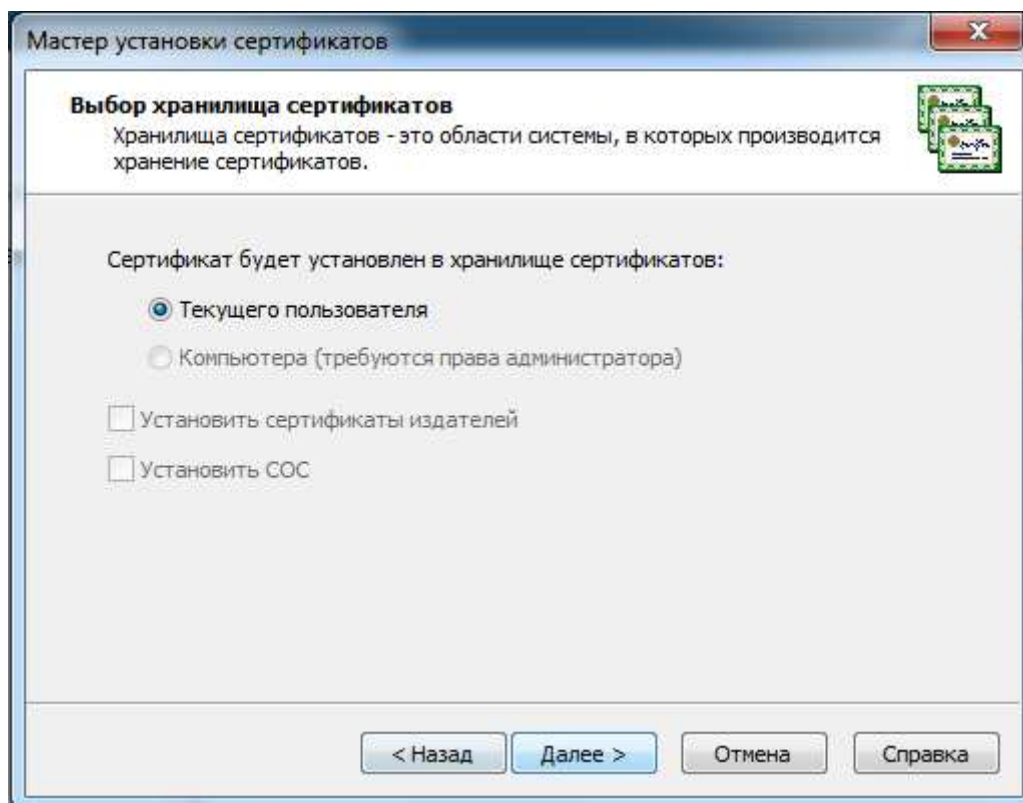 Мастер установки сертификатов
Выбор хранилища сертификатов
Хранилища сертификатов - это области системы, в которых производится
хранение сертификатов.
Сертификат будет установлен в хранилище сертификатов:
Текущего пользователя
Компьютера (требуются права администратора)
Установить сертификаты издателей
Установить СОС
< Назад Далее > Отмена Справка